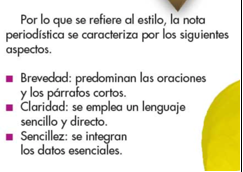 Por lo que se refiere al estilo, la nota
periodística se caracteriza por los siguientes
aspectos.
■ Brevedad: predominan las oraciones
y los párrafos cortos.
■ Claridad: se emplea un lenguaje
sencillo y directo.
■ Sencillez: se integran
los datos esenciales.